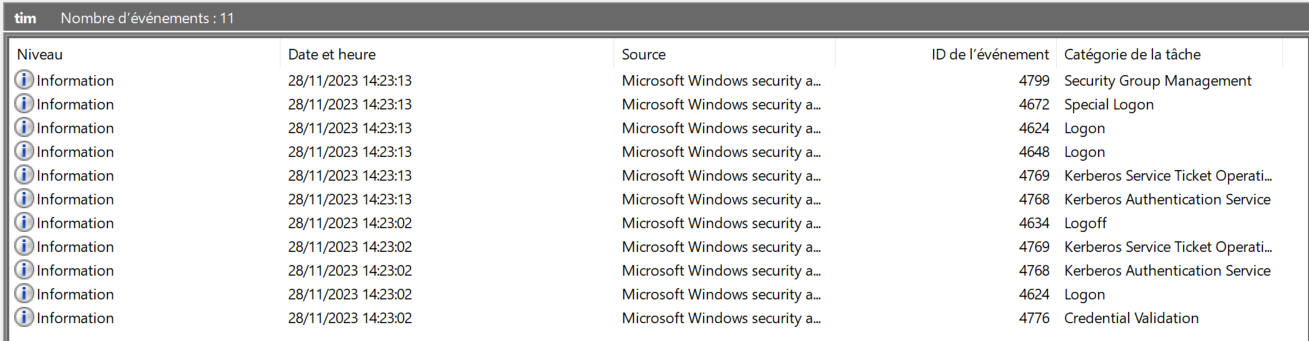 tim Nombre d'événements : 11
Niveau Date et heure Source ID de l'événement Catégorie de la tâche
Information 28/11/2023 14:23:13 Microsoft Windows security a... 4799 Security Group Management
Information 28/11/2023 14:23:13 Microsoft Windows security a... 4672 Special Logon
Information 28/11/2023 14:23:13 Microsoft Windows security a... 4624 Logon
Information 28/11/2023 14:23:13 Microsoft Windows security a... 4648 Logon
Information 28/11/2023 14:23:13 Microsoft Windows security a... 4769 Kerberos Service Ticket Operati...
Information 28/11/2023 14:23:13 Microsoft Windows security a... 4768 Kerberos Authentication Service
Information 28/11/2023 14:23:02 Microsoft Windows security a... 4634 Logoff
Information 28/11/2023 14:23:02 Microsoft Windows security a... 4769 Kerberos Service Ticket Operati...
Information 28/11/2023 14:23:02 Microsoft Windows security a... 4768 Kerberos Authentication Service
Information 28/11/2023 14:23:02 Microsoft Windows security a... 4624 Logon
Information 28/11/2023 14:23:02 Microsoft Windows security a... 4776 Credential Validation